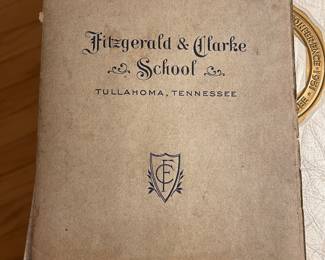 Fitzgerald & Clarke
School
TULLAHOMA, TENNESSEE
FC